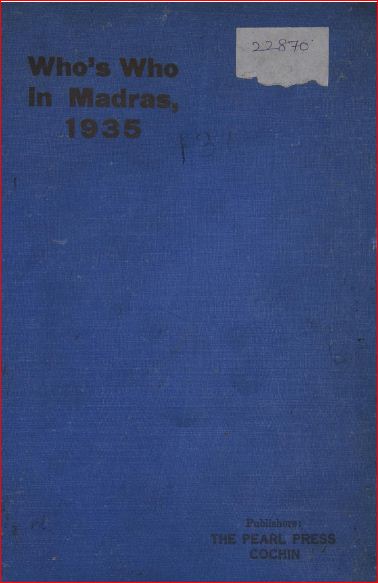 22870
Who's Who
in Madras,
1935
Publishers:
THE PEARL PRESS
COCHIN